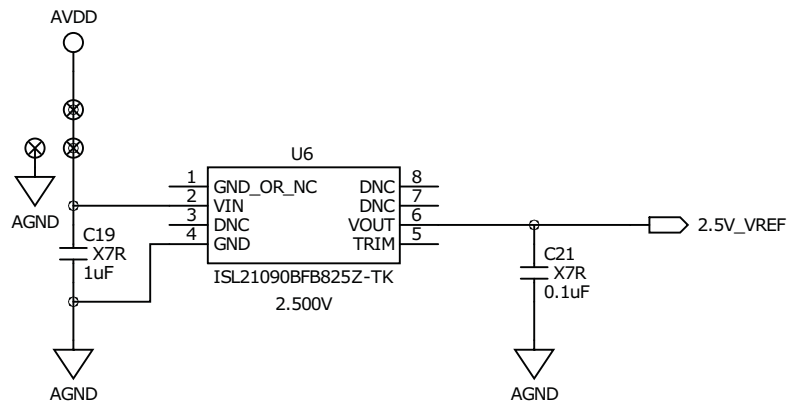 AVDD
U6
1 GND_OR_NC DNC 8
2 VIN DNC 7
3 DNC VOUT 6
4 GND TRIM 5
2.5V_VREF
AGND
C19
X7R
1uF
ISL21090BFB825Z-TK
2.500V
C21
X7R
0.1uF
AGND
AGND